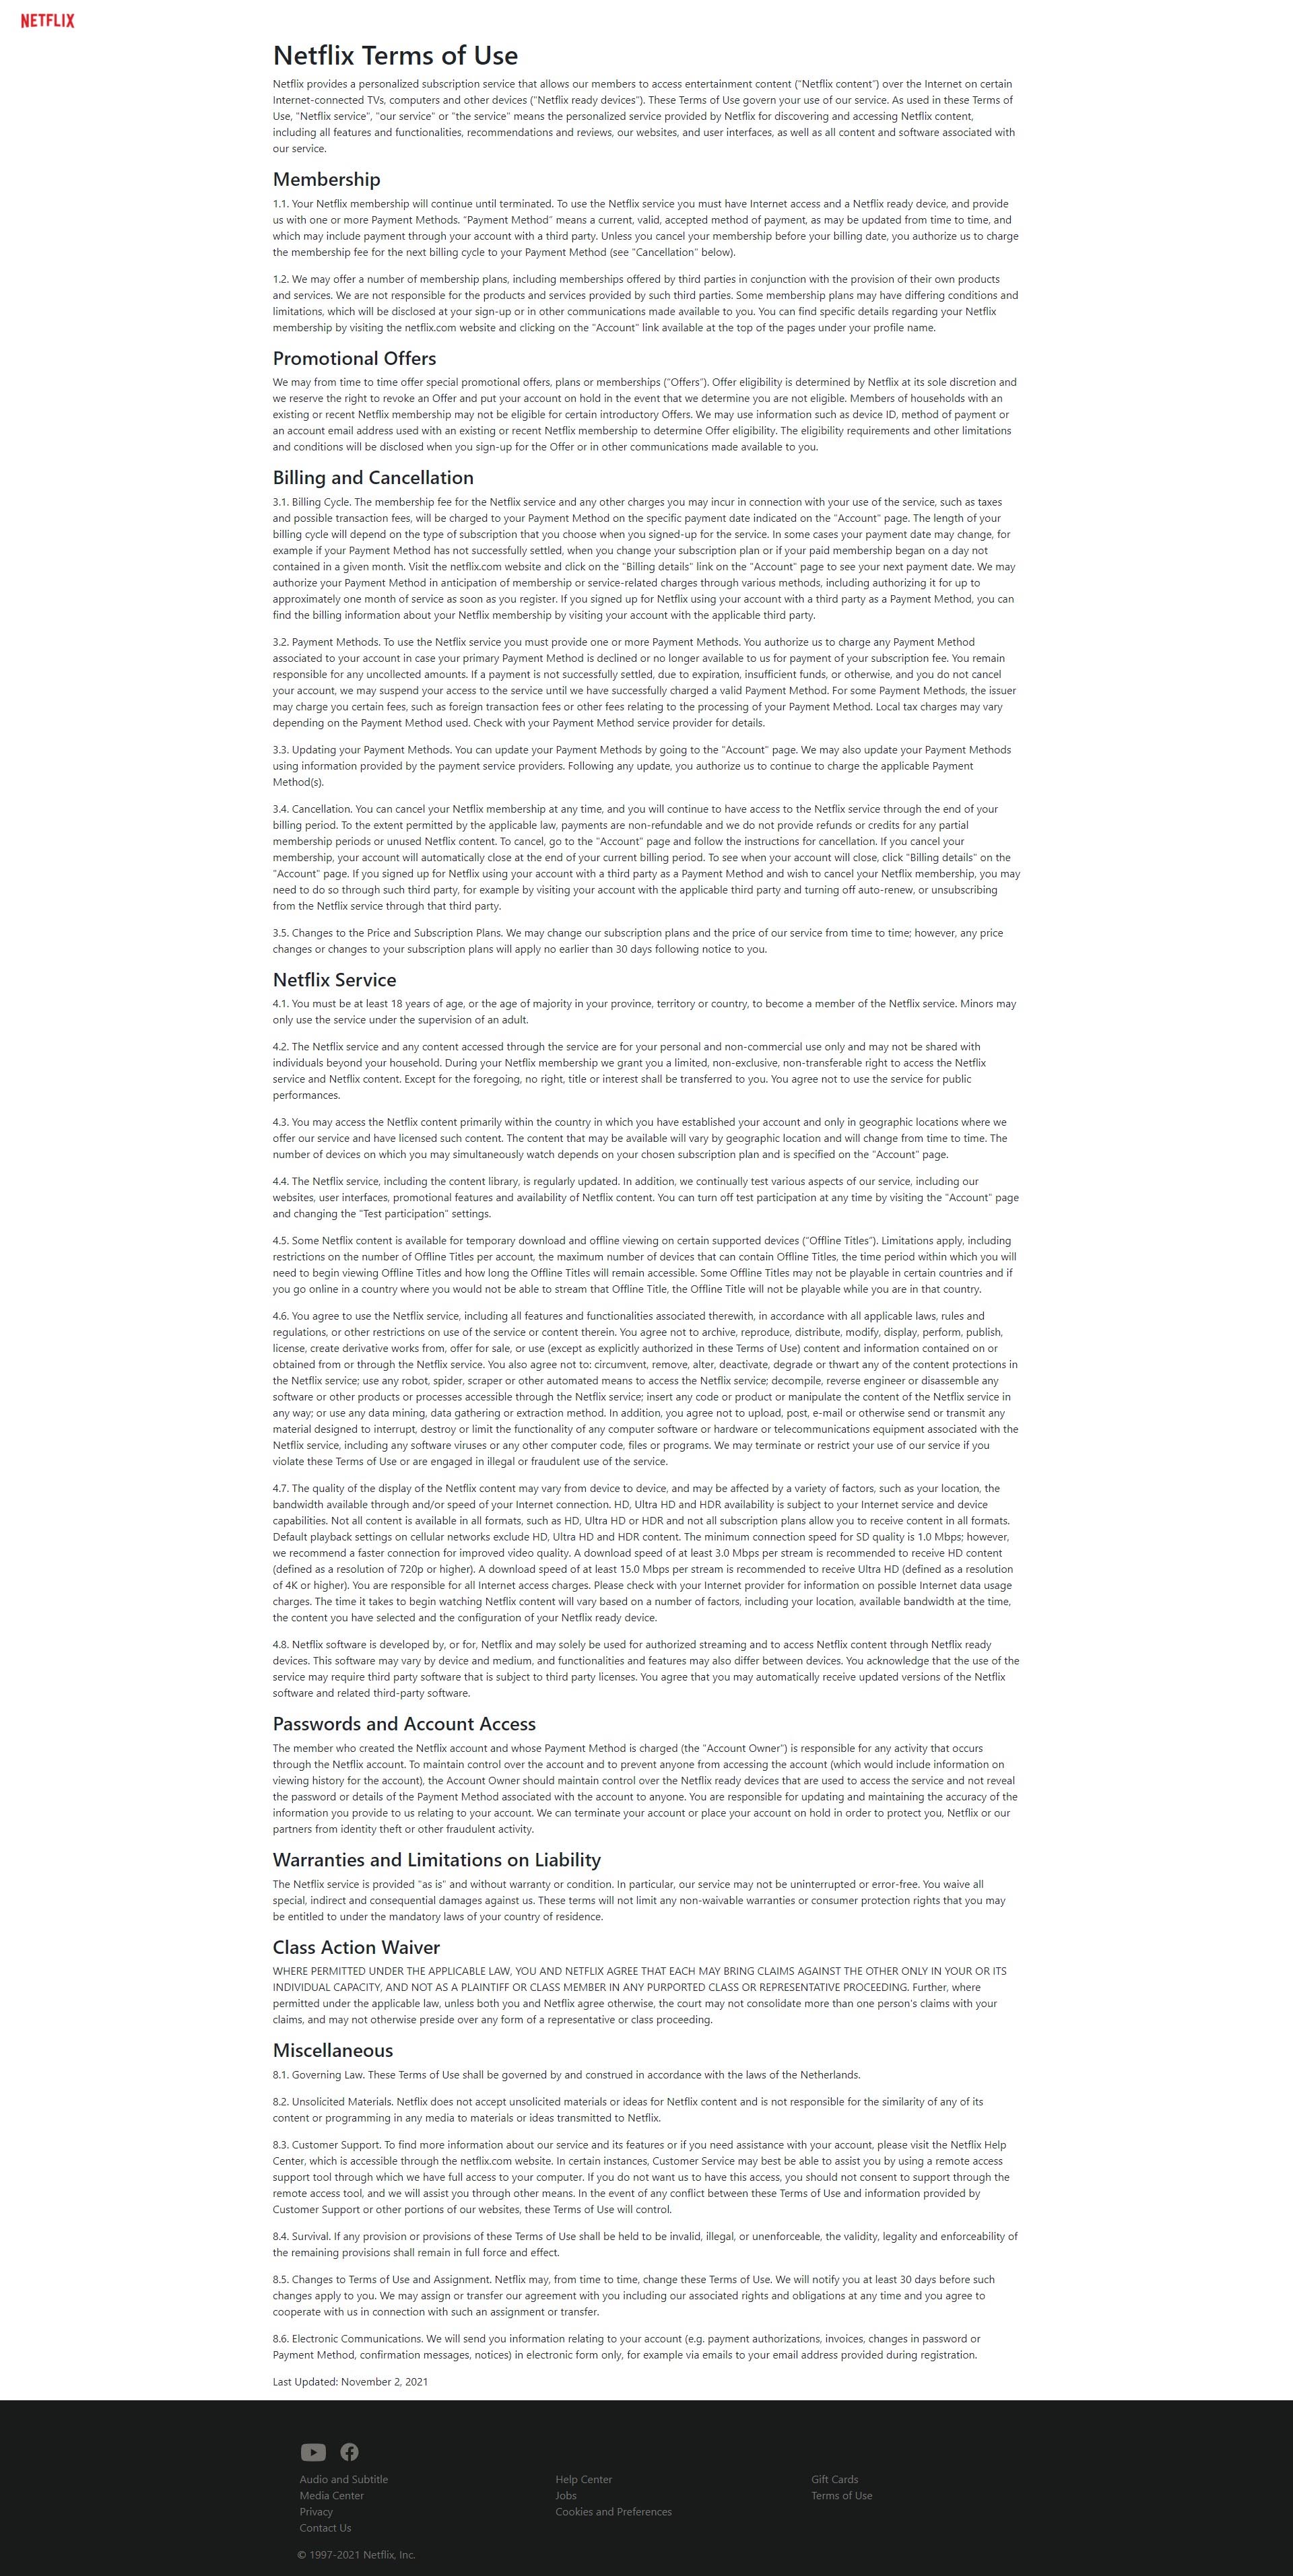 NETFLIX
Netflix Terms of Use
Netflix provides a personalized subscription service that allows our members to access entertainment content (“Netflix content”) over the Internet on certain
Internet-connected TVs, computers and other devices (“Netflix ready devices”). These Terms of Use govern your use of our service. As used in these Terms of
Use, "Netflix service", "our service" or "the service" means the personalized service provided by Netflix for discovering and accessing Netflix content,
including all features and functionalities, recommendations and reviews, our websites, and user interfaces, as well as all content and software associated with
our service.
Membership
1.1. Your Netflix membership will continue until terminated. To use the Netflix service you must have Internet access and a Netflix ready device, and provide
us with one or more Payment Methods. “Payment Method” means a current, valid, accepted method of payment, as may be updated from time to time, and
which may include payment through your account with a third party. Unless you cancel your membership before your billing date, you authorize us to charge
the membership fee for the next billing cycle to your Payment Method (see "Cancellation" below).
1.2. We may offer a number of membership plans, including memberships offered by third parties in conjunction with the provision of their own products
and services. We are not responsible for the products and services provided by such third parties. Some membership plans may have differing conditions and
limitations, which will be disclosed at your sign-up or in other communications made available to you. You can find specific details regarding your Netflix
membership by visiting the netflix.com website and clicking on the "Account" link available at the top of the pages under your profile name.
Promotional Offers
We may from time to time offer special promotional offers, plans or memberships (“Offers”). Offer eligibility is determined by Netflix at its sole discretion and
we reserve the right to revoke an Offer and put your account on hold in the event that we determine you are not eligible. Members of households with an
existing or recent Netflix membership may not be eligible for certain introductory Offers. We may use information such as device ID, method of payment or
an account email address used with an existing or recent Netflix membership to determine Offer eligibility. The eligibility requirements and other limitations
and conditions will be disclosed when you sign-up for the Offer or in other communications made available to you.
Billing and Cancellation
3.1. Billing Cycle. The membership fee for the Netflix service and any other charges you may incur in connection with your use of the service, such as taxes
and possible transaction fees, will be charged to your Payment Method on the specific payment date indicated on the "Account" page. The length of your
billing cycle will depend on the type of subscription that you choose when you signed-up for the service. In some cases your payment date may change, for
example if your Payment Method has not successfully settled, when you change your subscription plan or if your paid membership began on a day not
contained in a given month. Visit the netflix.com website and click on the "Billing details" link on the "Account" page to see your next payment date. We may
authorize your Payment Method in anticipation of membership or service-related charges through various methods, including authorizing it for up to
approximately one month of service as soon as you register. If you signed up for Netflix using your account with a third party as a Payment Method, you can
find the billing information about your Netflix membership by visiting your account with the applicable third party.
3.2. Payment Methods. To use the Netflix service you must provide one or more Payment Methods. You authorize us to charge any Payment Method
associated to your account in case your primary Payment Method is declined or no longer available to us for payment of your subscription fee. You remain
responsible for any uncollected amounts. If a payment is not successfully settled, due to expiration, insufficient funds, or otherwise, and you do not cancel
your account, we may suspend your access to the service until we have successfully charged a valid Payment Method. For some Payment Methods, the issuer
may charge you certain fees, such as foreign transaction fees or other fees relating to the processing of your Payment Method. Local tax charges may vary
depending on the Payment Method used. Check with your Payment Method service provider for details.
3.3. Updating your Payment Methods. You can update your Payment Methods by going to the "Account" page. We may also update your Payment Methods
using information provided by the payment service providers. Following any update, you authorize us to continue to charge the applicable Payment
Method(s).
3.4. Cancellation. You can cancel your Netflix membership at any time, and you will continue to have access to the Netflix service through the end of your
billing period. To the extent permitted by the applicable law, payments are non-refundable and we do not provide refunds or credits for any partial
membership periods or unused Netflix content. To cancel, go to the "Account" page and follow the instructions for cancellation. If you cancel your
membership, your account will automatically close at the end of your current billing period. To see when your account will close, click "Billing details" on the
"Account" page. If you signed up for Netflix using your account with a third party as a Payment Method and wish to cancel your Netflix membership, you may
need to do so through such third party, for example by visiting your account with the applicable third party and turning off auto-renew, or unsubscribing
from the Netflix service through that third party.
3.5. Changes to the Price and Subscription Plans. We may change our subscription plans and the price of our service from time to time; however, any price
changes or changes to your subscription plans will apply no earlier than 30 days following notice to you.
Netflix Service
4.1. You must be at least 18 years of age, or the age of majority in your province, territory or country, to become a member of the Netflix service. Minors may
only use the service under the supervision of an adult.
4.2. The Netflix service and any content accessed through the service are for your personal and non-commercial use only and may not be shared with
individuals beyond your household. During your Netflix membership we grant you a limited, non-exclusive, non-transferable right to access the Netflix
service and Netflix content. Except for the foregoing, no right, title or interest shall be transferred to you. You agree not to use the service for public
performances.
4.3. You may access the Netflix content primarily within the country in which you have established your account and only in geographic locations where we
offer our service and have licensed such content. The content that may be available will vary by geographic location and will change from time to time. The
number of devices on which you may simultaneously watch depends on your chosen subscription plan and is specified on the "Account" page.
4.4. The Netflix service, including the content library, is regularly updated. In addition, we continually test various aspects of our service, including our
websites, user interfaces, promotional features and availability of Netflix content. You can turn off test participation at any time by visiting the "Account" page
and changing the "Test participation" settings.
4.5. Some Netflix content is available for temporary download and offline viewing on certain supported devices (“Offline Titles”). Limitations apply, including
restrictions on the number of Offline Titles per account, the maximum number of devices that can contain Offline Titles, the time period within which you will
need to begin viewing Offline Titles and how long the Offline Titles will remain accessible. Some Offline Titles may not be playable in certain countries and if
you go online in a country where you would not be able to stream that Offline Title, the Offline Title will not be playable while you are in that country.
4.6. You agree to use the Netflix service, including all features and functionalities associated therewith, in accordance with all applicable laws, rules and
regulations, or other restrictions on use of the service or content therein. You agree not to archive, reproduce, distribute, modify, display, perform, publish,
license, create derivative works from, offer for sale, or use (except as explicitly authorized in these Terms of Use) content and information contained on or
obtained from or through the Netflix service. You also agree not to: circumvent, remove, alter, deactivate, degrade or thwart any of the content protections in
the Netflix service; use any robot, spider, scraper or other automated means to access the Netflix service; decompile, reverse engineer or disassemble any
software or other products or processes accessible through the Netflix service; insert any code or product or manipulate the content of the Netflix service in
any way; or use any data mining, data gathering or extraction method. In addition, you agree not to upload, post, e-mail or otherwise send or transmit any
material designed to interrupt, destroy or limit the functionality of any computer software or hardware or telecommunications equipment associated with the
Netflix service, including any software viruses or any other computer code, files or programs. We may terminate or restrict your use of our service if you
violate these Terms of Use or are engaged in illegal or fraudulent use of the service.
4.7. The quality of the display of the Netflix content may vary from device to device, and may be affected by a variety of factors, such as your location, the
bandwidth available through and/or speed of your Internet connection. HD, Ultra HD and HDR availability is subject to your Internet service and device
capabilities. Not all content is available in all formats, such as HD, Ultra HD or HDR and not all subscription plans allow you to receive content in all formats.
Default playback settings on cellular networks exclude HD, Ultra HD and HDR content. The minimum connection speed for SD quality is 1.0 Mbps; however,
we recommend a faster connection for improved video quality. A download speed of at least 3.0 Mbps per stream is recommended to receive HD content
(defined as a resolution of 720p or higher). A download speed of at least 15.0 Mbps per stream is recommended to receive Ultra HD (defined as a resolution
of 4K or higher). You are responsible for all Internet access charges. Please check with your Internet provider for information on possible Internet data usage
charges. The time it takes to begin watching Netflix content will vary based on a number of factors, including your location, available bandwidth at the time,
the content you have selected and the configuration of your Netflix ready device.
4.8. Netflix software is developed by, or for, Netflix and may solely be used for authorized streaming and to access Netflix content through Netflix ready
devices. This software may vary by device and medium, and functionalities and features may also differ between devices. You acknowledge that the use of the
service may require third party software that is subject to third party licenses. You agree that you may automatically receive updated versions of the Netflix
software and related third-party software.
Passwords and Account Access
The member who created the Netflix account and whose Payment Method is charged (the "Account Owner") is responsible for any activity that occurs
through the Netflix account. To maintain control over the account and to prevent anyone from accessing the account (which would include information on
viewing history for the account), the Account Owner should maintain control over the Netflix ready devices that are used to access the service and not reveal
the password or details of the Payment Method associated with the account to anyone. You are responsible for updating and maintaining the accuracy of the
information you provide to us relating to your account. We can terminate your account or place your account on hold in order to protect you, Netflix or our
partners from identity theft or other fraudulent activity.
Warranties and Limitations on Liability
The Netflix service is provided "as is" and without warranty or condition. In particular, our service may not be uninterrupted or error-free. You waive all
special, indirect and consequential damages against us. These terms will not limit any non-waivable warranties or consumer protection rights that you may
be entitled to under the mandatory laws of your country of residence.
Class Action Waiver
WHERE PERMITTED UNDER THE APPLICABLE LAW, YOU AND NETFLIX AGREE THAT EACH MAY BRING CLAIMS AGAINST THE OTHER ONLY IN YOUR OR ITS
INDIVIDUAL CAPACITY, AND NOT AS A PLAINTIFF OR CLASS MEMBER IN ANY PURPORTED CLASS OR REPRESENTATIVE PROCEEDING. Further, where
permitted under the applicable law, unless both you and Netflix agree otherwise, the court may not consolidate more than one person's claims with your
claims, and may not otherwise preside over any form of a representative or class proceeding.
Miscellaneous
8.1. Governing Law. These Terms of Use shall be governed by and construed in accordance with the laws of the Netherlands.
8.2. Unsolicited Materials. Netflix does not accept unsolicited materials or ideas for Netflix content and is not responsible for the similarity of any of its
content or programming in any media to materials or ideas transmitted to Netflix.
8.3. Customer Support. To find more information about our service and its features or if you need assistance with your account, please visit the Netflix Help
Center, which is accessible through the netflix.com website. In certain instances, Customer Service may best be able to assist you by using a remote access
support tool through which we have full access to your computer. If you do not want us to have this access, you should not consent to support through the
remote access tool, and we will assist you through other means. In the event of any conflict between these Terms of Use and information provided by
Customer Support or other portions of our websites, these Terms of Use will control.
8.4. Survival. If any provision or provisions of these Terms of Use shall be held to be invalid, illegal, or unenforceable, the validity, legality and enforceability of
the remaining provisions shall remain in full force and effect.
8.5. Changes to Terms of Use and Assignment. Netflix may, from time to time, change these Terms of Use. We will notify you at least 30 days before such
changes apply to you. We may assign or transfer our agreement with you including our associated rights and obligations at any time and you agree to
cooperate with us in connection with such an assignment or transfer.
8.6. Electronic Communications. We will send you information relating to your account (e.g. payment authorizations, invoices, changes in password or
Payment Method, confirmation messages, notices) in electronic form only, for example via emails to your email address provided during registration.
Last Updated: November 2, 2021
Audio and Subtitle
Media Center
Privacy
Contact Us
Help Center
Jobs
Cookies and Preferences
Gift Cards
Terms of Use
© 1997-2021 Netflix, Inc.